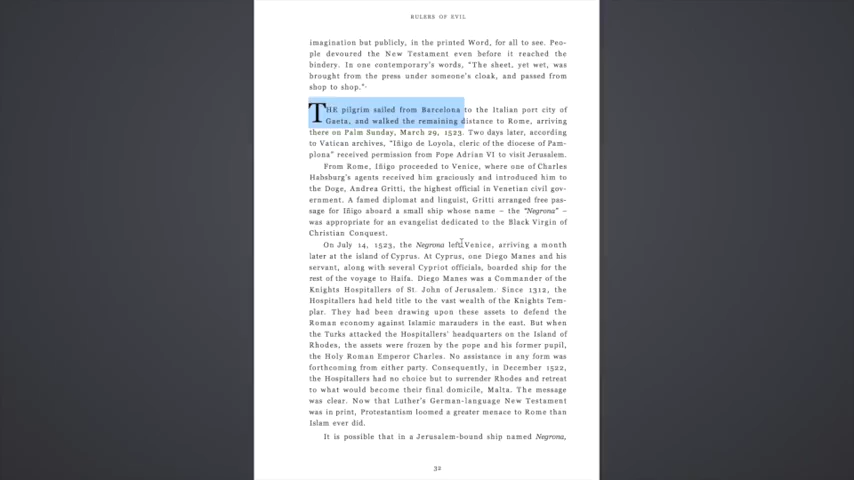 RULERS OF EVIL
imagination but publicly, in the printed Word, for all to see. Peo-
ple devoured the New Testament even before it reached the
bindery. In one contemporary's words, "The sheet, yet wet, was
brought from the press under someone's cloak, and passed from
shop to shop."
THE pilgrim sailed from Barcelona to the Italian port city of
Gaeta, and walked the remaining distance to Rome, arriving
there on Palm Sunday, March 29, 1523. Two days later, according
to Vatican archives, "Iñigo de Loyola, cleric of the diocese of Pam-
plona" received permission from Pope Adrian VI to visit Jerusalem.
From Rome, Iñigo proceeded to Venice, where one of Charles
Habsburg's agents received him graciously and introduced him to
the Doge, Andrea Gritti, the highest official in Venetian civil gov-
ernment. A famed diplomat and linguist, Gritti arranged free pas-
sage for Iñigo aboard a small ship whose name – the "Negrona" –
was appropriate for an evangelist dedicated to the Black Virgin of
Christian Conquest.
On July 14, 1523, the Negrona left Venice, arriving a month
later at the island of Cyprus. At Cyprus, one Diego Manes and his
servant, along with several Cypriot officials, boarded ship for the
rest of the voyage to Haifa. Diego Manes was a Commander of the
Knights Hospitallers of St. John of Jerusalem. Since 1312, the
Hospitallers had held title to the vast wealth of the Knights Tem-
plar. They had been drawing upon these assets to defend the
Roman economy against Islamic marauders in the east. But when
the Turks attacked the Hospitallers' headquarters on the Island of
Rhodes, the assets were frozen by the pope and his former pupil,
the Holy Roman Emperor Charles. No assistance in any form was
forthcoming from either party. Consequently, in December 1522,
the Hospitallers had no choice but to surrender Rhodes and retreat
to what would become their final domicile, Malta. The message
was clear. Now that Luther's German-language New Testament
was in print, Protestantism loomed a greater menace to Rome than
Islam ever did.
It is possible that in a Jerusalem-bound ship named Negrona,
32